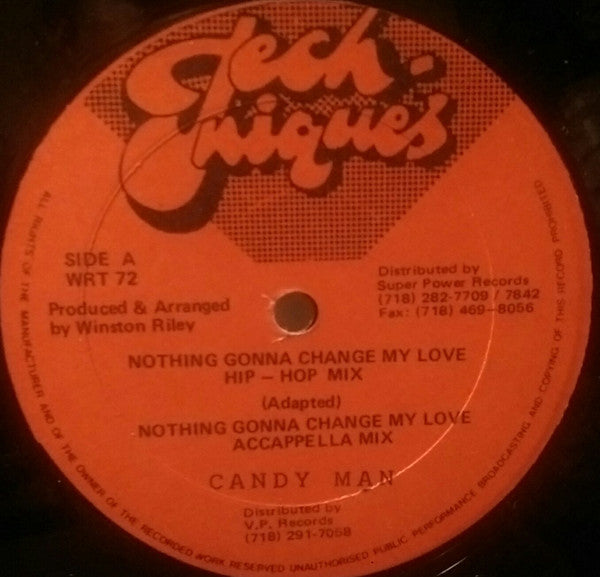 Tech-
niques
SIDE A
WRT 72
Produced & Arranged
by Winston Riley
Distributed by
Super Power Records
(718) 282-7709 / 7842
Fax: (718) 469-8056
NOTHING GONNA CHANGE MY LOVE
HIP – HOP MIX
(Adapted)
NOTHING GONNA CHANGE MY LOVE
ACCAPPELLA MIX
CANDY MAN
Distributed by
V.P. Records
(718) 291-7058
ALL RIGHTS OF THE MANUFACTURER AND OF THE OWNER OF THE RECORDED WORK RESERVED UNAUTHORISED PUBLIC PERFORMANCE BROADCASTING AND COPYING OF THIS RECORD PROHIBITED